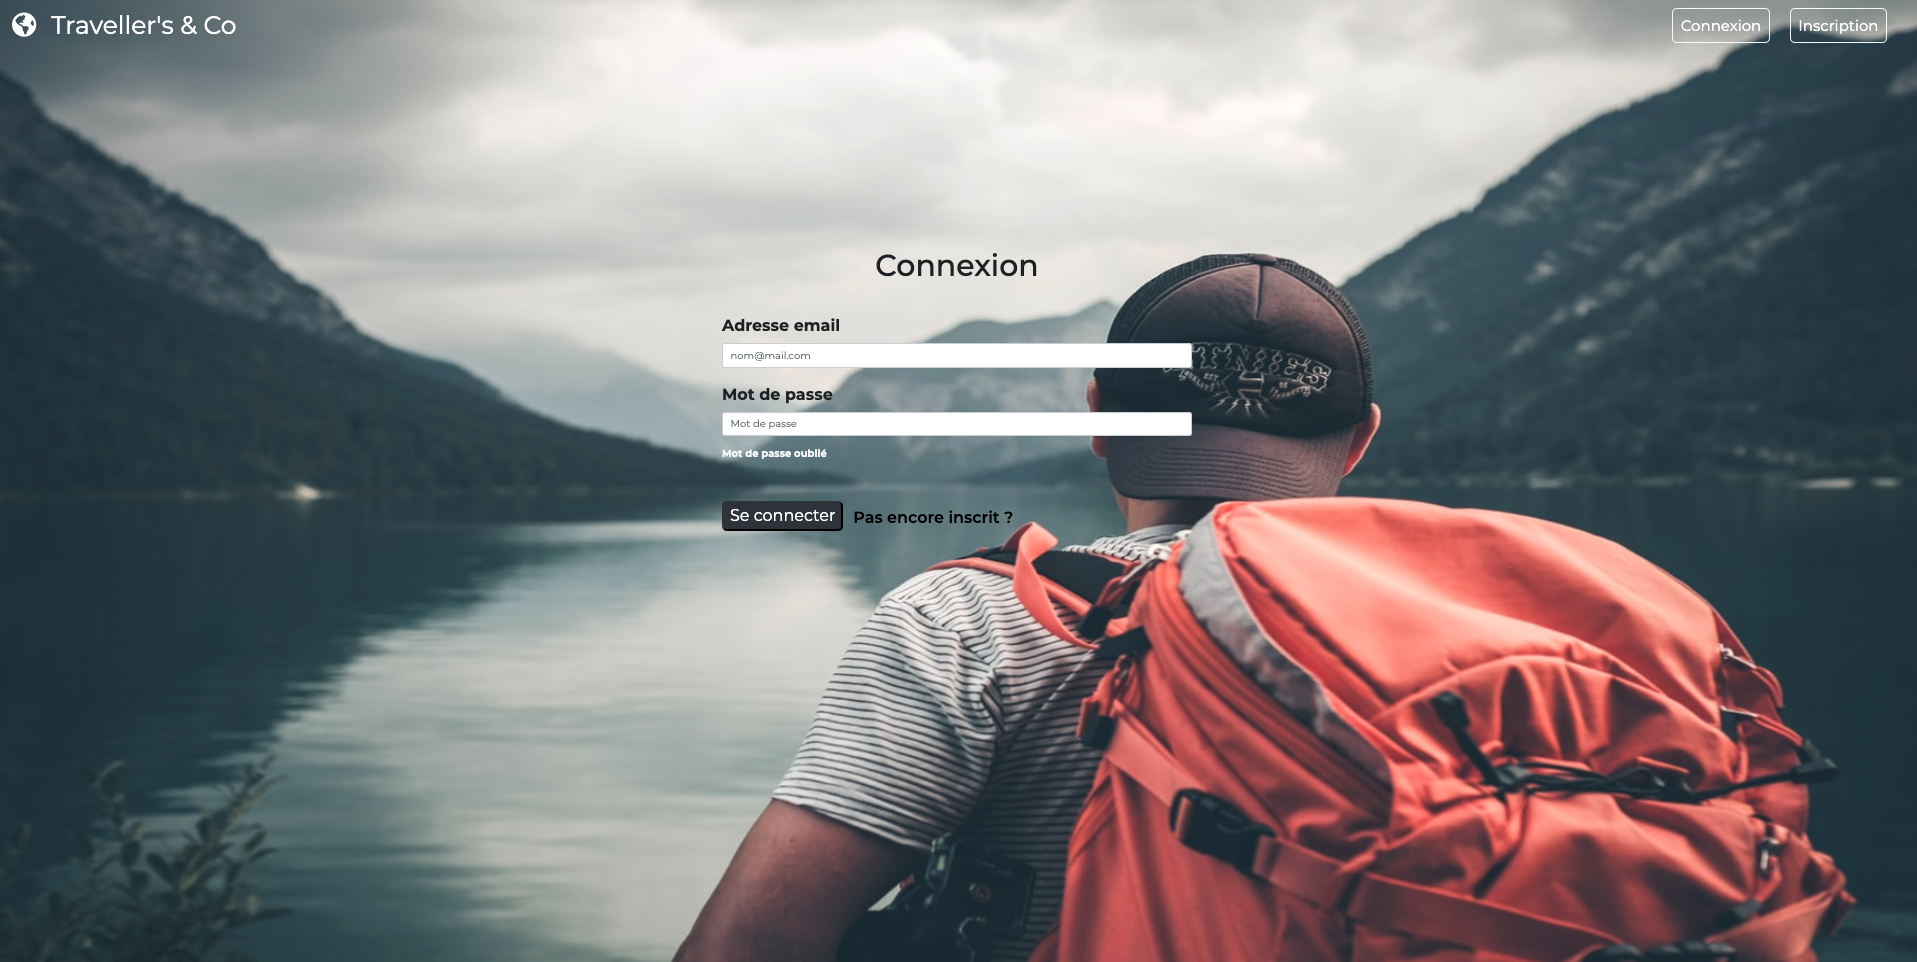 Traveller's & Co
Connexion
Inscription
Connexion
Adresse email
nom@mail.com
Mot de passe
Mot de passe
Mot de passe oublié
Se connecter
Pas encore inscrit ?